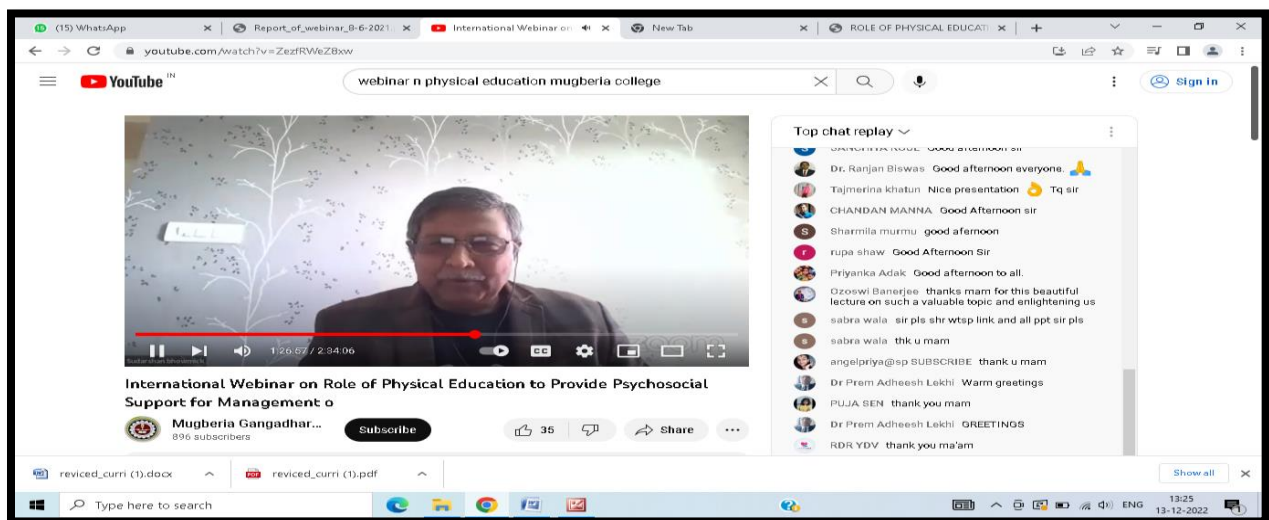 (15) WhatsApp
Report_of_webinar_8-6-2021
International Webinar on
New Tab
ROLE OF PHYSICAL EDUCATI
youtube.com/watch?v=ZezfRWeZ8xw
YouTube IN
webinar n physical education mugberia college
Sign in
Top chat replay
Dr. Ranjan Biswas Good afternoon everyone.
Tajmerina khatun Nice presentation 👌 Tq sir
CHANDAN MANNA Good Afternoon sir
Sharmila murmu good afernoon
rupa shaw Good Afternoon Sir
Priyanka Adak Good afternoon to all.
Ozoswi Banerjee thanks mam for this beautiful
lecture on such a valuable topic and enlightening us
sabra wala sir pls shr wtsp link and all ppt sir pls
sabra wala thk u mam
angelpriya@sp SUBSCRIBE thank u mam
Dr Prem Adheesh Lekhi Warm greetings
PUJA SEN thank you mam
Dr Prem Adheesh Lekhi GREETINGS
RDR YDV thank you ma'am
1:26:57 / 2:34:06
CC
zoom
International Webinar on Role of Physical Education to Provide Psychosocial
Support for Management o
Mugberia Gangadhar...
896 subscribers
Subscribe
35
Share
reviced_curri (1).docx
reviced_curri (1).pdf
Show all
Type here to search
ENG
13:25
13-12-2022